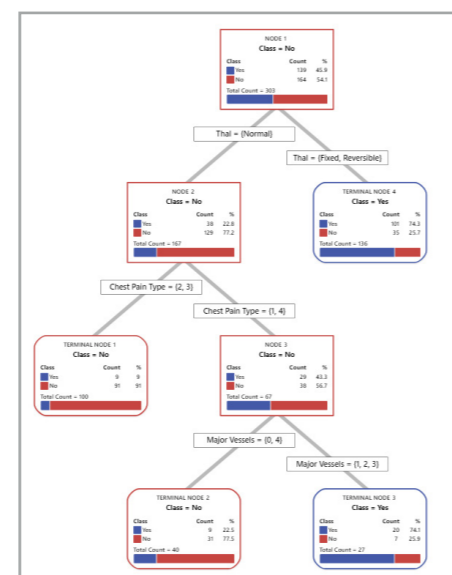 NODE 1
Class = No
Class Count %
Yes 139 45.9
No 164 54.1
Total Count = 303
Thal = {Normal}
Thal = {Fixed, Reversible}
NODE 2
Class = No
Class Count %
Yes 38 22.8
No 129 77.2
Total Count = 167
TERMINAL NODE 4
Class = Yes
Class Count %
Yes 101 74.3
No 35 25.7
Total Count = 136
Chest Pain Type = {2, 3}
Chest Pain Type = {1, 4}
TERMINAL NODE 1
Class = No
Class Count %
Yes 9 9
No 91 91
Total Count = 100
NODE 3
Class = No
Class Count %
Yes 29 43.3
No 38 56.7
Total Count = 67
Major Vessels = {0, 4}
Major Vessels = {1, 2, 3}
TERMINAL NODE 2
Class = No
Class Count %
Yes 9 22.5
No 31 77.5
Total Count = 40
TERMINAL NODE 3
Class = Yes
Class Count %
Yes 20 74.1
No 7 25.8
Total Count = 27